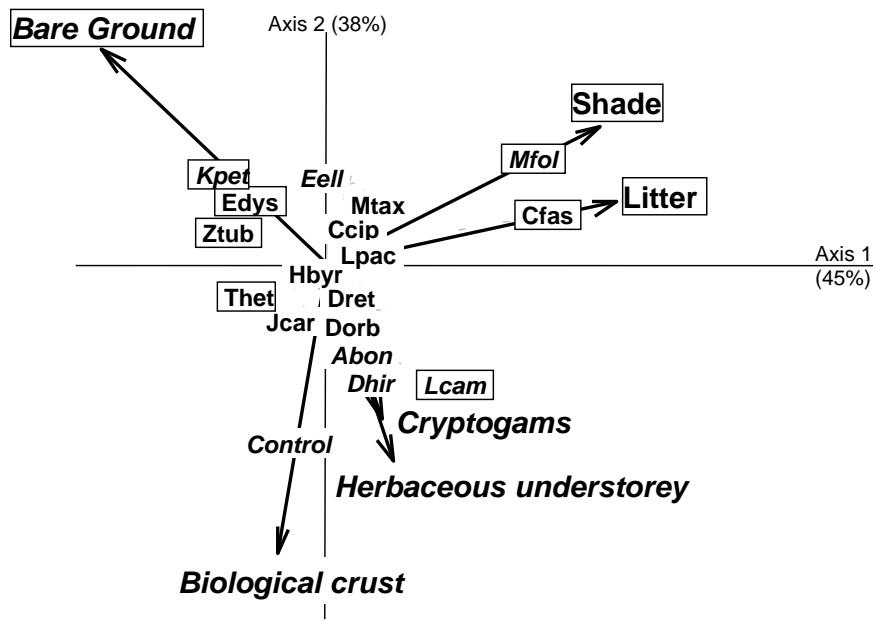 Bare Ground
Axis 2 (38%)
Shade
Mfol
Kpet
Eell
Edys
Mtax
Litter
Cfas
Ztub
Ccip
Lpac
Axis 1
(45%)
Hbyr
Thet
Dret
Jcar
Dorb
Abon
Dhir
Lcam
Cryptogams
Control
Herbaceous understorey
Biological crust